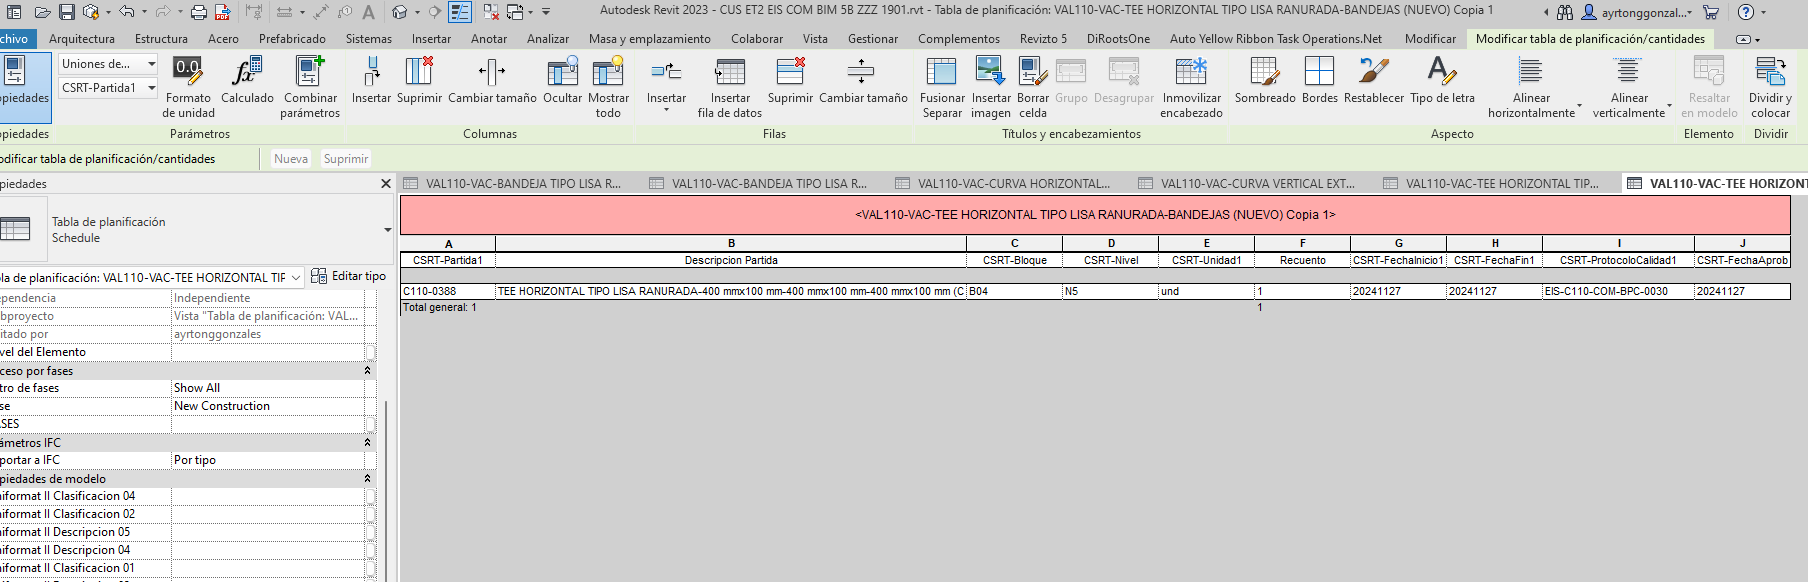 Autodesk Revit 2023 - CUS ET2 EIS COM BIM 5B ZZZ 1901.rvt - Tabla de planificación: VAL110-VAC-TEE HORIZONTAL TIPO LISA RANURADA-BANDEJAS (NUEVO) Copia 1
ayrtonggonzal...
chivo Arquitectura Estructura Acero Prefabricado Sistemas Insertar Anotar Analizar Masa y emplazamiento Colaborar Vista Gestionar Complementos Revizto 5 DiRootsOne Auto Yellow Ribbon Task Operations.Net Modificar Modificar tabla de planificación/cantidades
Uniones de...
CSRT-Partida1
opiedades
Formato de unidad
Calculado
Combinar parámetros
Insertar
Suprimir
Cambiar tamaño
Ocultar
Mostrar todo
Insertar
Insertar fila de datos
Suprimir
Cambiar tamaño
Fusionar Separar
Insertar imagen
Borrar celda
Grupo
Desagrupar
Inmovilizar encabezado
Sombreado
Bordes
Restablecer
Tipo de letra
Alinear horizontalmente
Alinear verticalmente
Resaltar en modelo
Dividir y colocar
opiedades Parámetros Columnas Filas Títulos y encabezamientos Aspecto Elemento Dividir
odificar tabla de planificación/cantidades Nueva Suprimir
piedades
VAL110-VAC-BANDEJA TIPO LISA R... VAL110-VAC-BANDEJA TIPO LISA R... VAL110-VAC-CURVA HORIZONTAL... VAL110-VAC-CURVA VERTICAL EXT... VAL110-VAC-TEE HORIZONTAL TIP... VAL110-VAC-TEE HORIZONT
Tabla de planificación
Schedule
la de planificación: VAL110-VAC-TEE HORIZONTAL TIF Editar tipo
ependencia Independiente
bproyecto Vista "Tabla de planificación: VAL...
itado por ayrtonggonzales
vel del Elemento
ceso por fases
tro de fases Show All
se New Construction
SES
ámetros IFC
portar a IFC Por tipo
piedades de modelo
niformat II Clasificacion 04
niformat II Clasificacion 02
niformat II Descripcion 05
niformat II Descripcion 04
niformat II Clasificacion 01
<VAL110-VAC-TEE HORIZONTAL TIPO LISA RANURADA-BANDEJAS (NUEVO) Copia 1>
A B C D E F G H I J
CSRT-Partida1 Descripcion Partida CSRT-Bloque CSRT-Nivel CSRT-Unidad1 Recuento CSRT-FechaInicio1 CSRT-FechaFin1 CSRT-ProtocoloCalidad1 CSRT-FechaAprob
C110-0388 TEE HORIZONTAL TIPO LISA RANURADA-400 mmx100 mm-400 mmx100 mm-400 mmx100 mm (C B04 N5 und 1 20241127 20241127 EIS-C110-COM-BPC-0030 20241127
Total general: 1 1